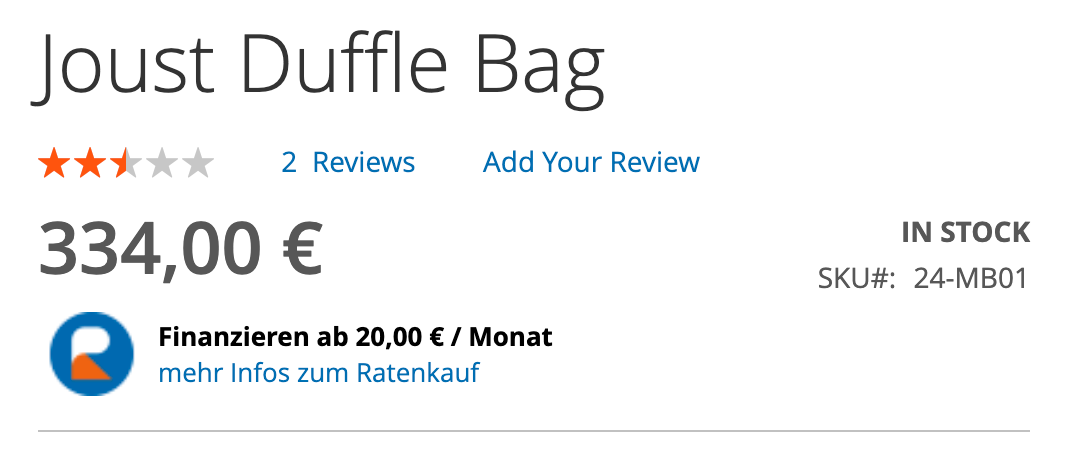 Joust Duffle Bag
2 Reviews Add Your Review
334,00 €
IN STOCK
SKU#: 24-MB01
Finanzieren ab 20,00 € / Monat
mehr Infos zum Ratenkauf